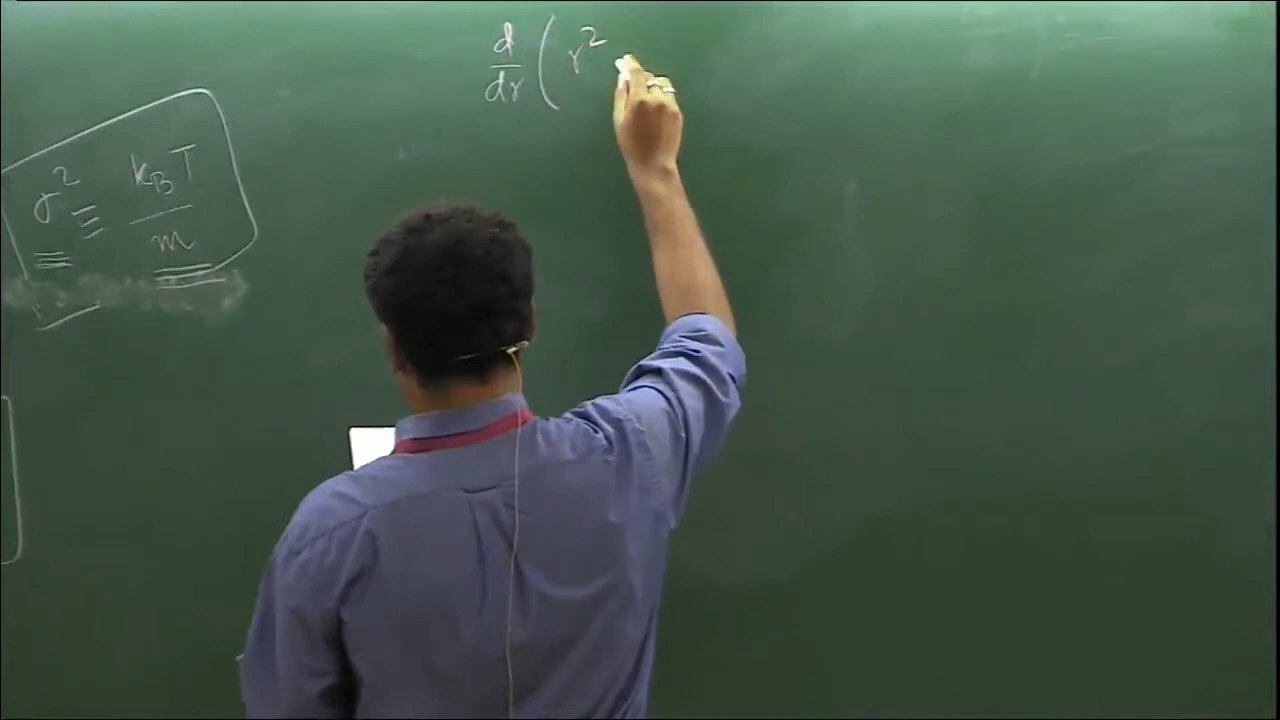 d/dr ( r²
σ² ≡ k_B T / m